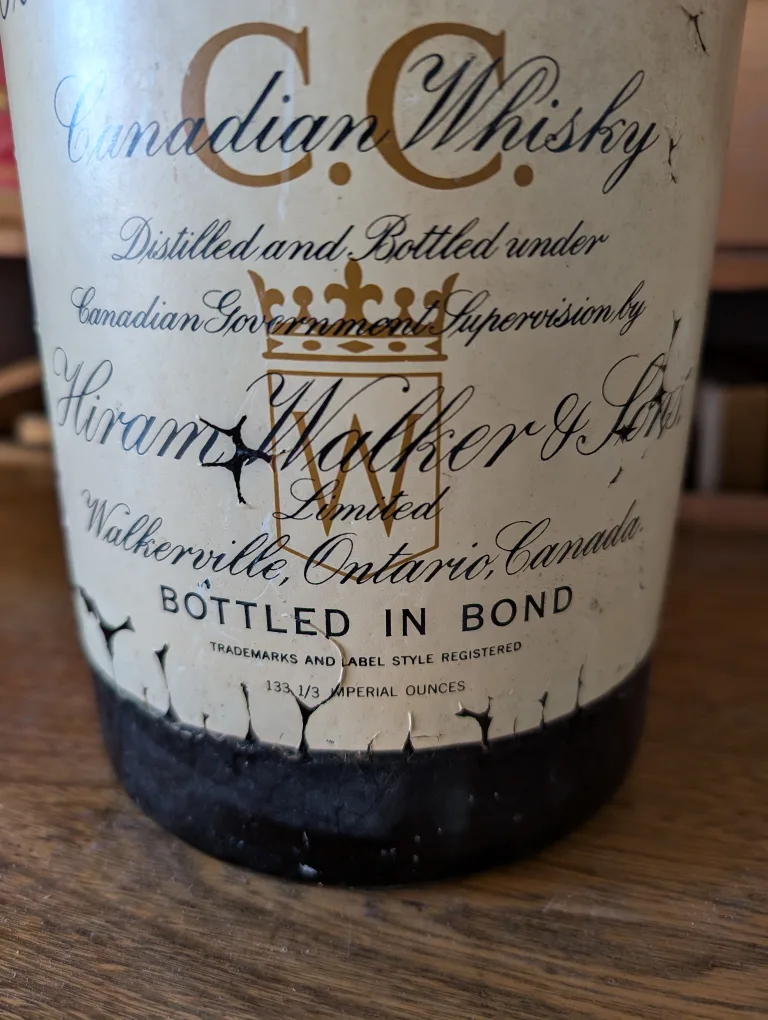 C.C.
Canadian Whisky
Distilled and Bottled under
Canadian Government Supervision by
Hiram Walker & Sons
W
Limited
Walkerville, Ontario, Canada.
BOTTLED IN BOND
TRADEMARKS AND LABEL STYLE REGISTERED
133 1/3 IMPERIAL OUNCES